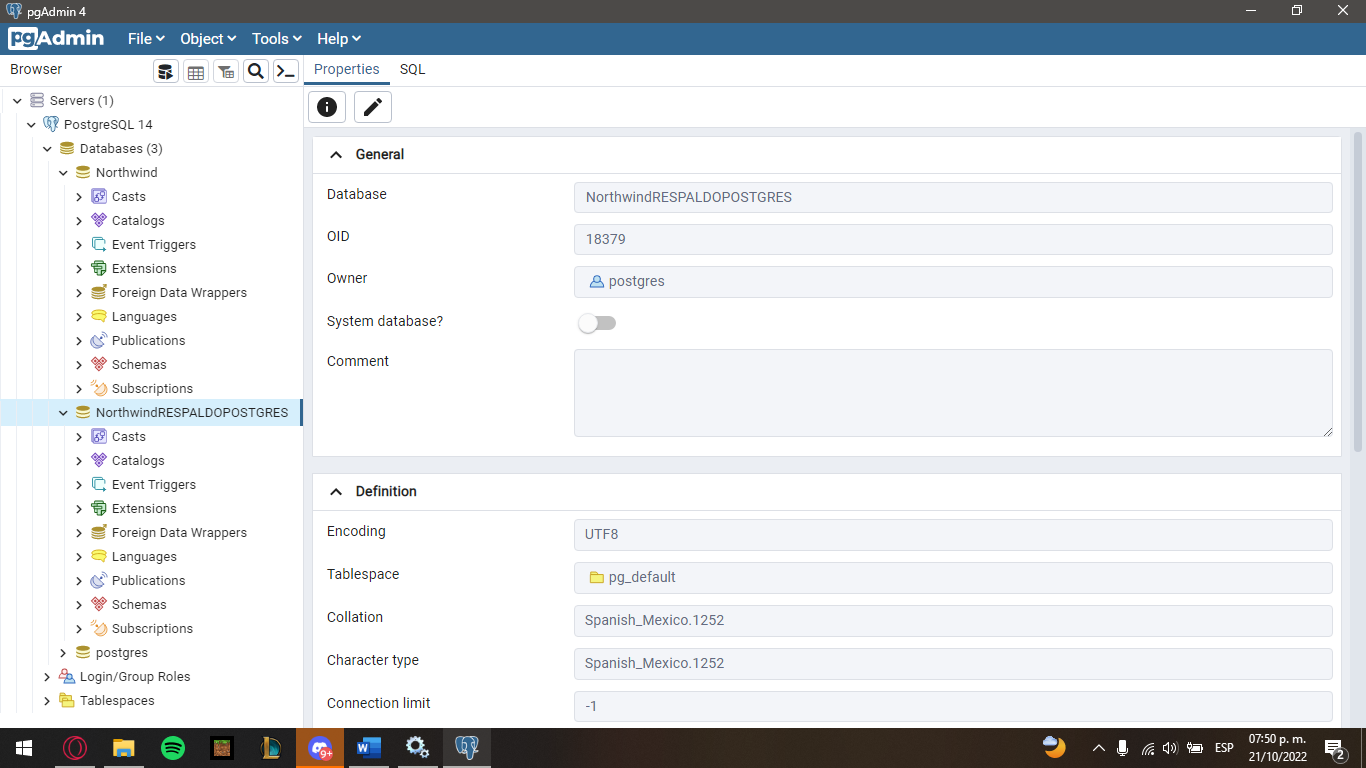 pgAdmin 4
pgAdmin File Object Tools Help
Browser
Properties SQL
Servers (1)
PostgreSQL 14
Databases (3)
Northwind
Casts
Catalogs
Event Triggers
Extensions
Foreign Data Wrappers
Languages
Publications
Schemas
Subscriptions
NorthwindRESPALDOPOSTGRES
Casts
Catalogs
Event Triggers
Extensions
Foreign Data Wrappers
Languages
Publications
Schemas
Subscriptions
postgres
Login/Group Roles
Tablespaces
General
Database NorthwindRESPALDOPOSTGRES
OID 18379
Owner postgres
System database?
Comment
Definition
Encoding UTF8
Tablespace pg_default
Collation Spanish_Mexico.1252
Character type Spanish_Mexico.1252
Connection limit -1
9+
ESP
07:50 p. m.
21/10/2022
2